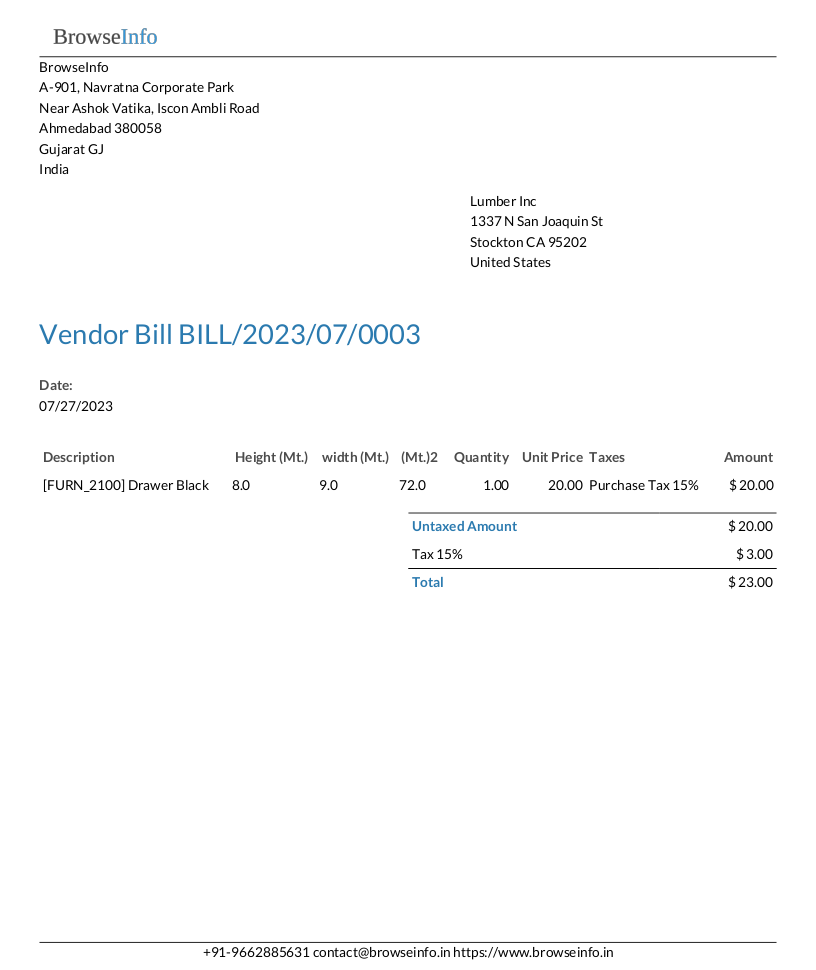 BrowseInfo
BrowseInfo
A-901, Navratna Corporate Park
Near Ashok Vatika, Iscon Ambli Road
Ahmedabad 380058
Gujarat GJ
India
Lumber Inc
1337 N San Joaquin St
Stockton CA 95202
United States
Vendor Bill BILL/2023/07/0003
Date:
07/27/2023
Description Height (Mt.) width (Mt.) (Mt.)2 Quantity Unit Price Taxes Amount
[FURN_2100] Drawer Black 8.0 9.0 72.0 1.00 20.00 Purchase Tax 15% $ 20.00
Untaxed Amount $ 20.00
Tax 15% $ 3.00
Total $ 23.00
+91-9662885631 contact@browseinfo.in https://www.browseinfo.in